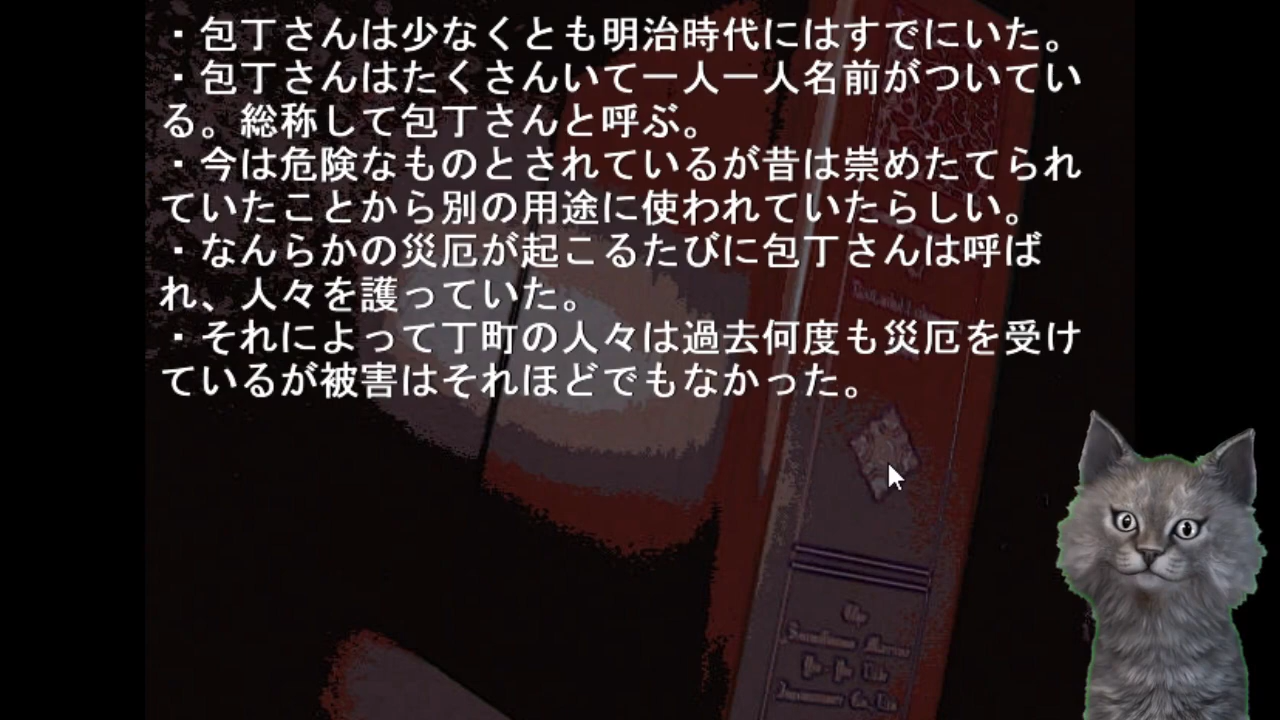 ・包丁さんは少なくとも明治時代にはすでにいた。
・包丁さんはたくさんいて一人一人名前がついてい
る。総称して包丁さんと呼ぶ。
・今は危険なものとされているが昔は崇めたてられ
ていたことから別の用途に使われていたらしい。
・なんらかの災厄が起こるたびに包丁さんは呼ば
れ、人々を護っていた。
・それによって丁町の人々は過去何度も災厄を受け
ているが被害はそれほどでもなかった。